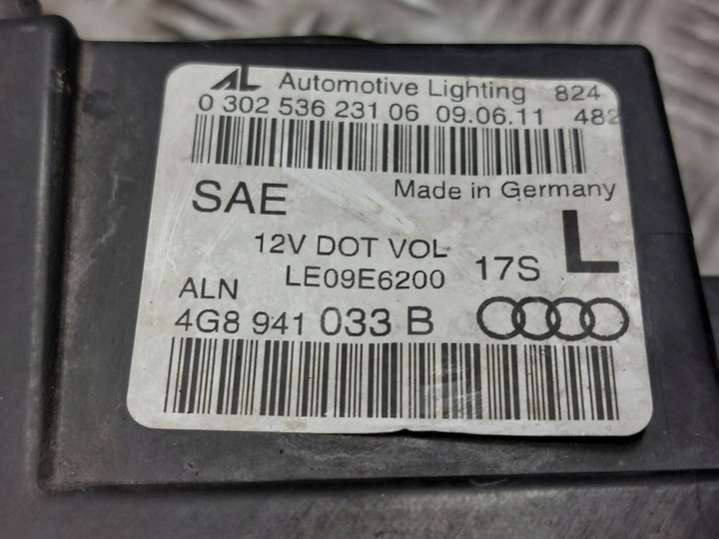 AL Automotive Lighting 824
0 302 536 231 06 09.06.11 482
SAE Made in Germany
12V DOT VOL L
LE09E6200 17S
ALN
4G8 941 033 B